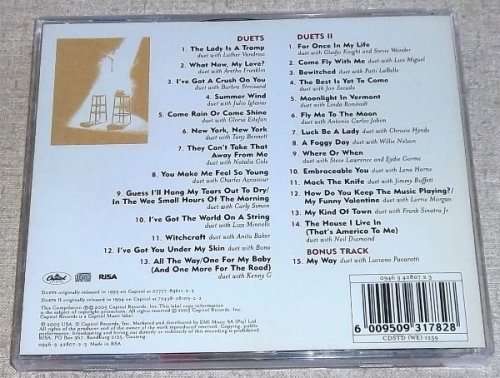 DUETS
1. The Lady Is A Tramp
duet with Luther Vandross
2. What Now, My Love?
duet with Aretha Franklin
3. I've Got A Crush On You
duet with Barbra Streisand
4. Summer Wind
duet with Julio Iglesias
5. Come Rain Or Come Shine
duet with Gloria Estefan
6. New York, New York
duet with Tony Bennett
7. They Can't Take That
Away From Me
duet with Natalie Cole
8. You Make Me Feel So Young
duet with Charles Aznavour
9. Guess I'll Hang My Tears Out To Dry/
In The Wee Small Hours Of The Morning
duet with Carly Simon
10. I've Got The World On A String
duet with Liza Minnelli
11. Witchcraft duet with Anita Baker
12. I've Got You Under My Skin duet with Bono
13. All The Way/One For My Baby
(And One More For The Road)
duet with Kenny G
DUETS II
1. For Once In My Life
duet with Gladys Knight and Stevie Wonder
2. Come Fly With Me duet with Luis Miguel
3. Bewitched duet with Patti LaBelle
4. The Best Is Yet To Come
duet with Jon Secada
5. Moonlight In Vermont
duet with Linda Ronstadt
6. Fly Me To The Moon
duet with Antonio Carlos Jobim
7. Luck Be A Lady duet with Chrissie Hynde
8. A Foggy Day duet with Willie Nelson
9. Where Or When
duet with Steve Lawrence and Eydie Gorme
10. Embraceable You duet with Lena Horne
11. Mack The Knife duet with Jimmy Buffett
12. How Do You Keep The Music Playing?/
My Funny Valentine duet with Lorrie Morgan
13. My Kind Of Town duet with Frank Sinatra Jr.
14. The House I Live In
(That's America To Me)
duet with Neil Diamond
BONUS TRACK
15. My Way duet with Luciano Pavarotti
Capitol
RISA
0946 3 42807 2 3
6 009509 317828
CDSTD (WE) 1259